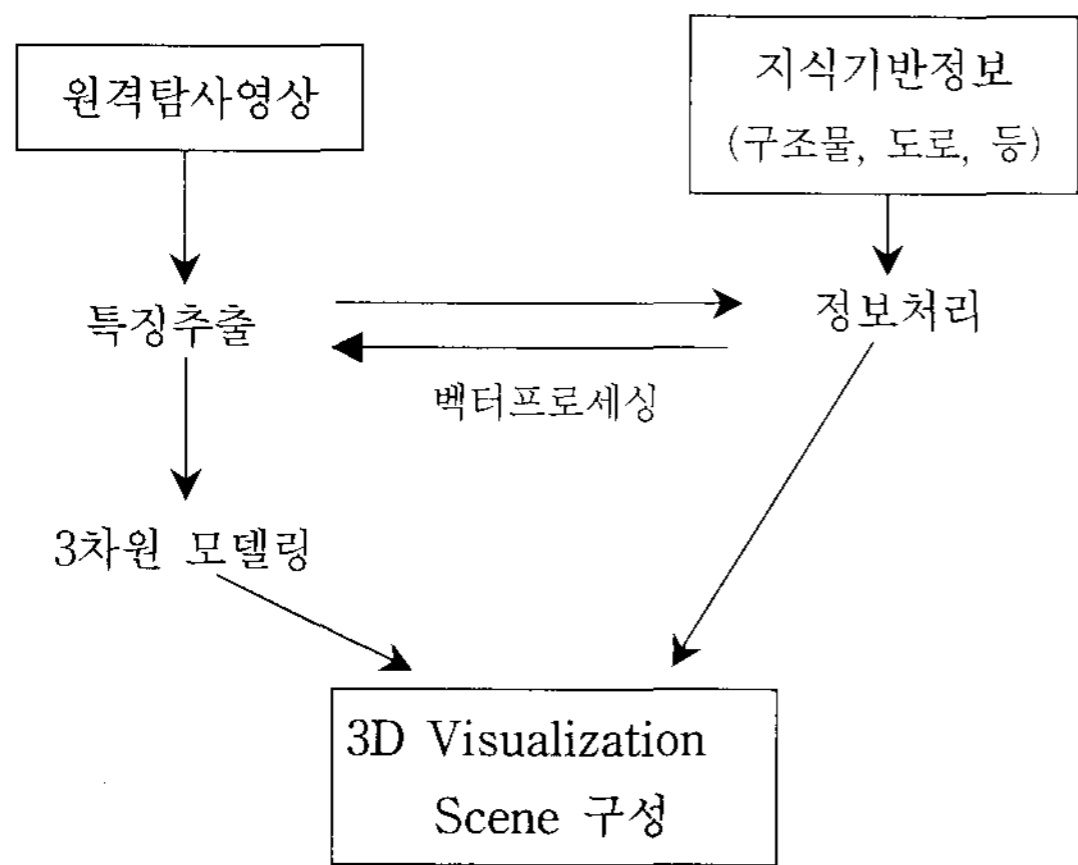 원격탐사영상
지식기반정보
(구조물, 도로, 등)
특징추출
정보처리
벡터프로세싱
3차원 모델링
3D Visualization
Scene 구성